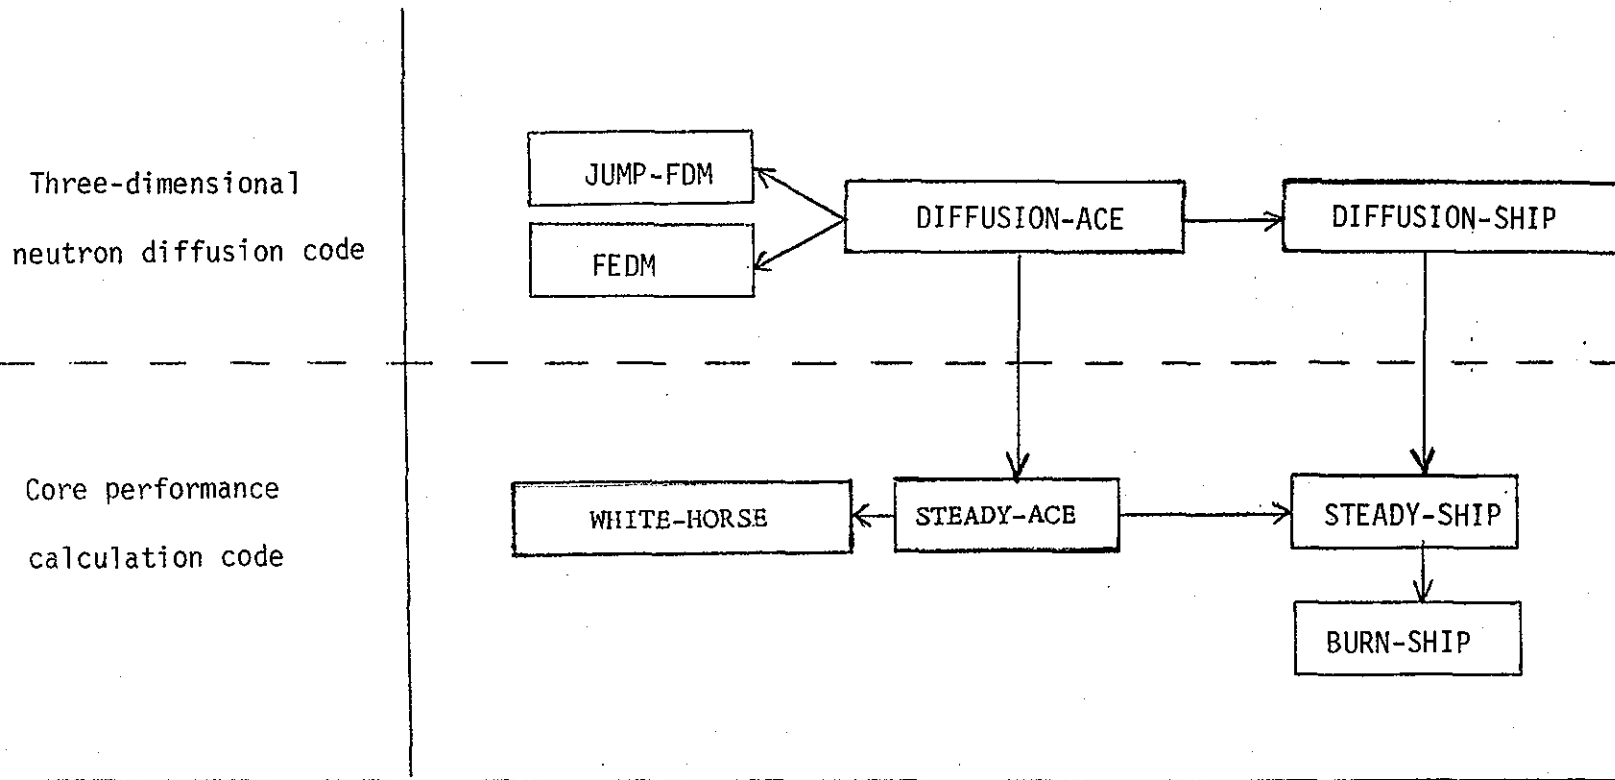 Three-dimensional
neutron diffusion code
JUMP-FDM
FEDM
DIFFUSION-ACE
DIFFUSION-SHIP
Core performance
calculation code
WHITE-HORSE
STEADY-ACE
STEADY-SHIP
BURN-SHIP